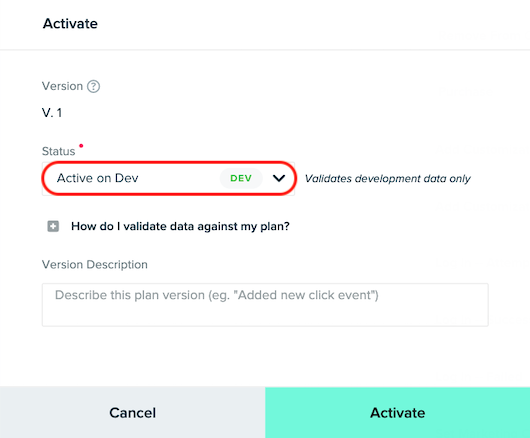 Activate
Version ?
V. 1
Status
Active on Dev DEV Validates development data only
How do I validate data against my plan?
Version Description
Describe this plan version (eg. "Added new click event")
Cancel Activate